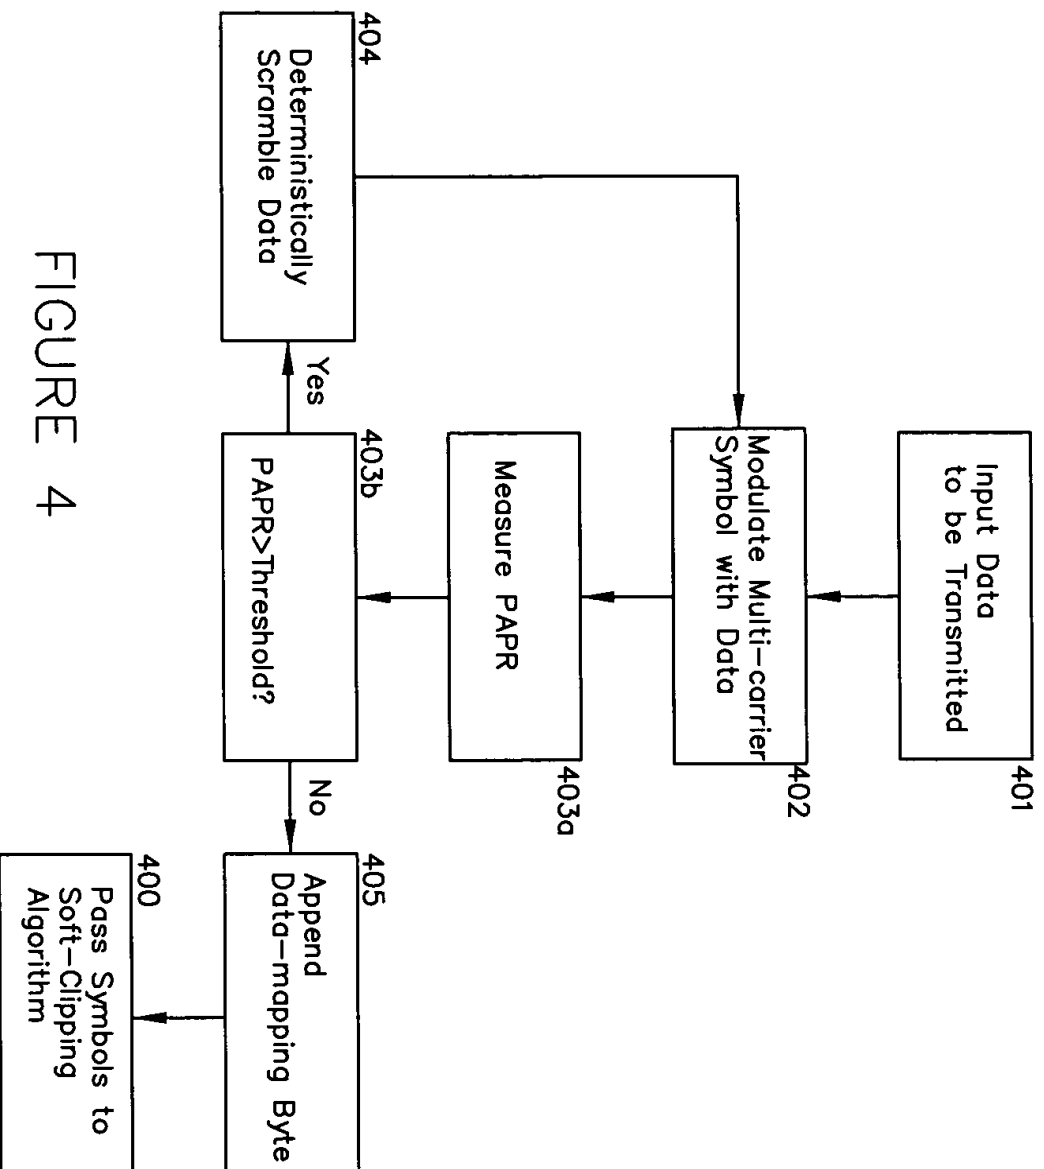 401
Input Data
to be Transmitted
402
Modulate Multi-carrier
Symbol with Data
403a
Measure PAPR
403b
PAPR>Threshold?
Yes
No
404
Deterministically
Scramble Data
405
Append
Data-mapping Byte
400
Pass Symbols to
Soft-Clipping
Algorithm
FIGURE 4